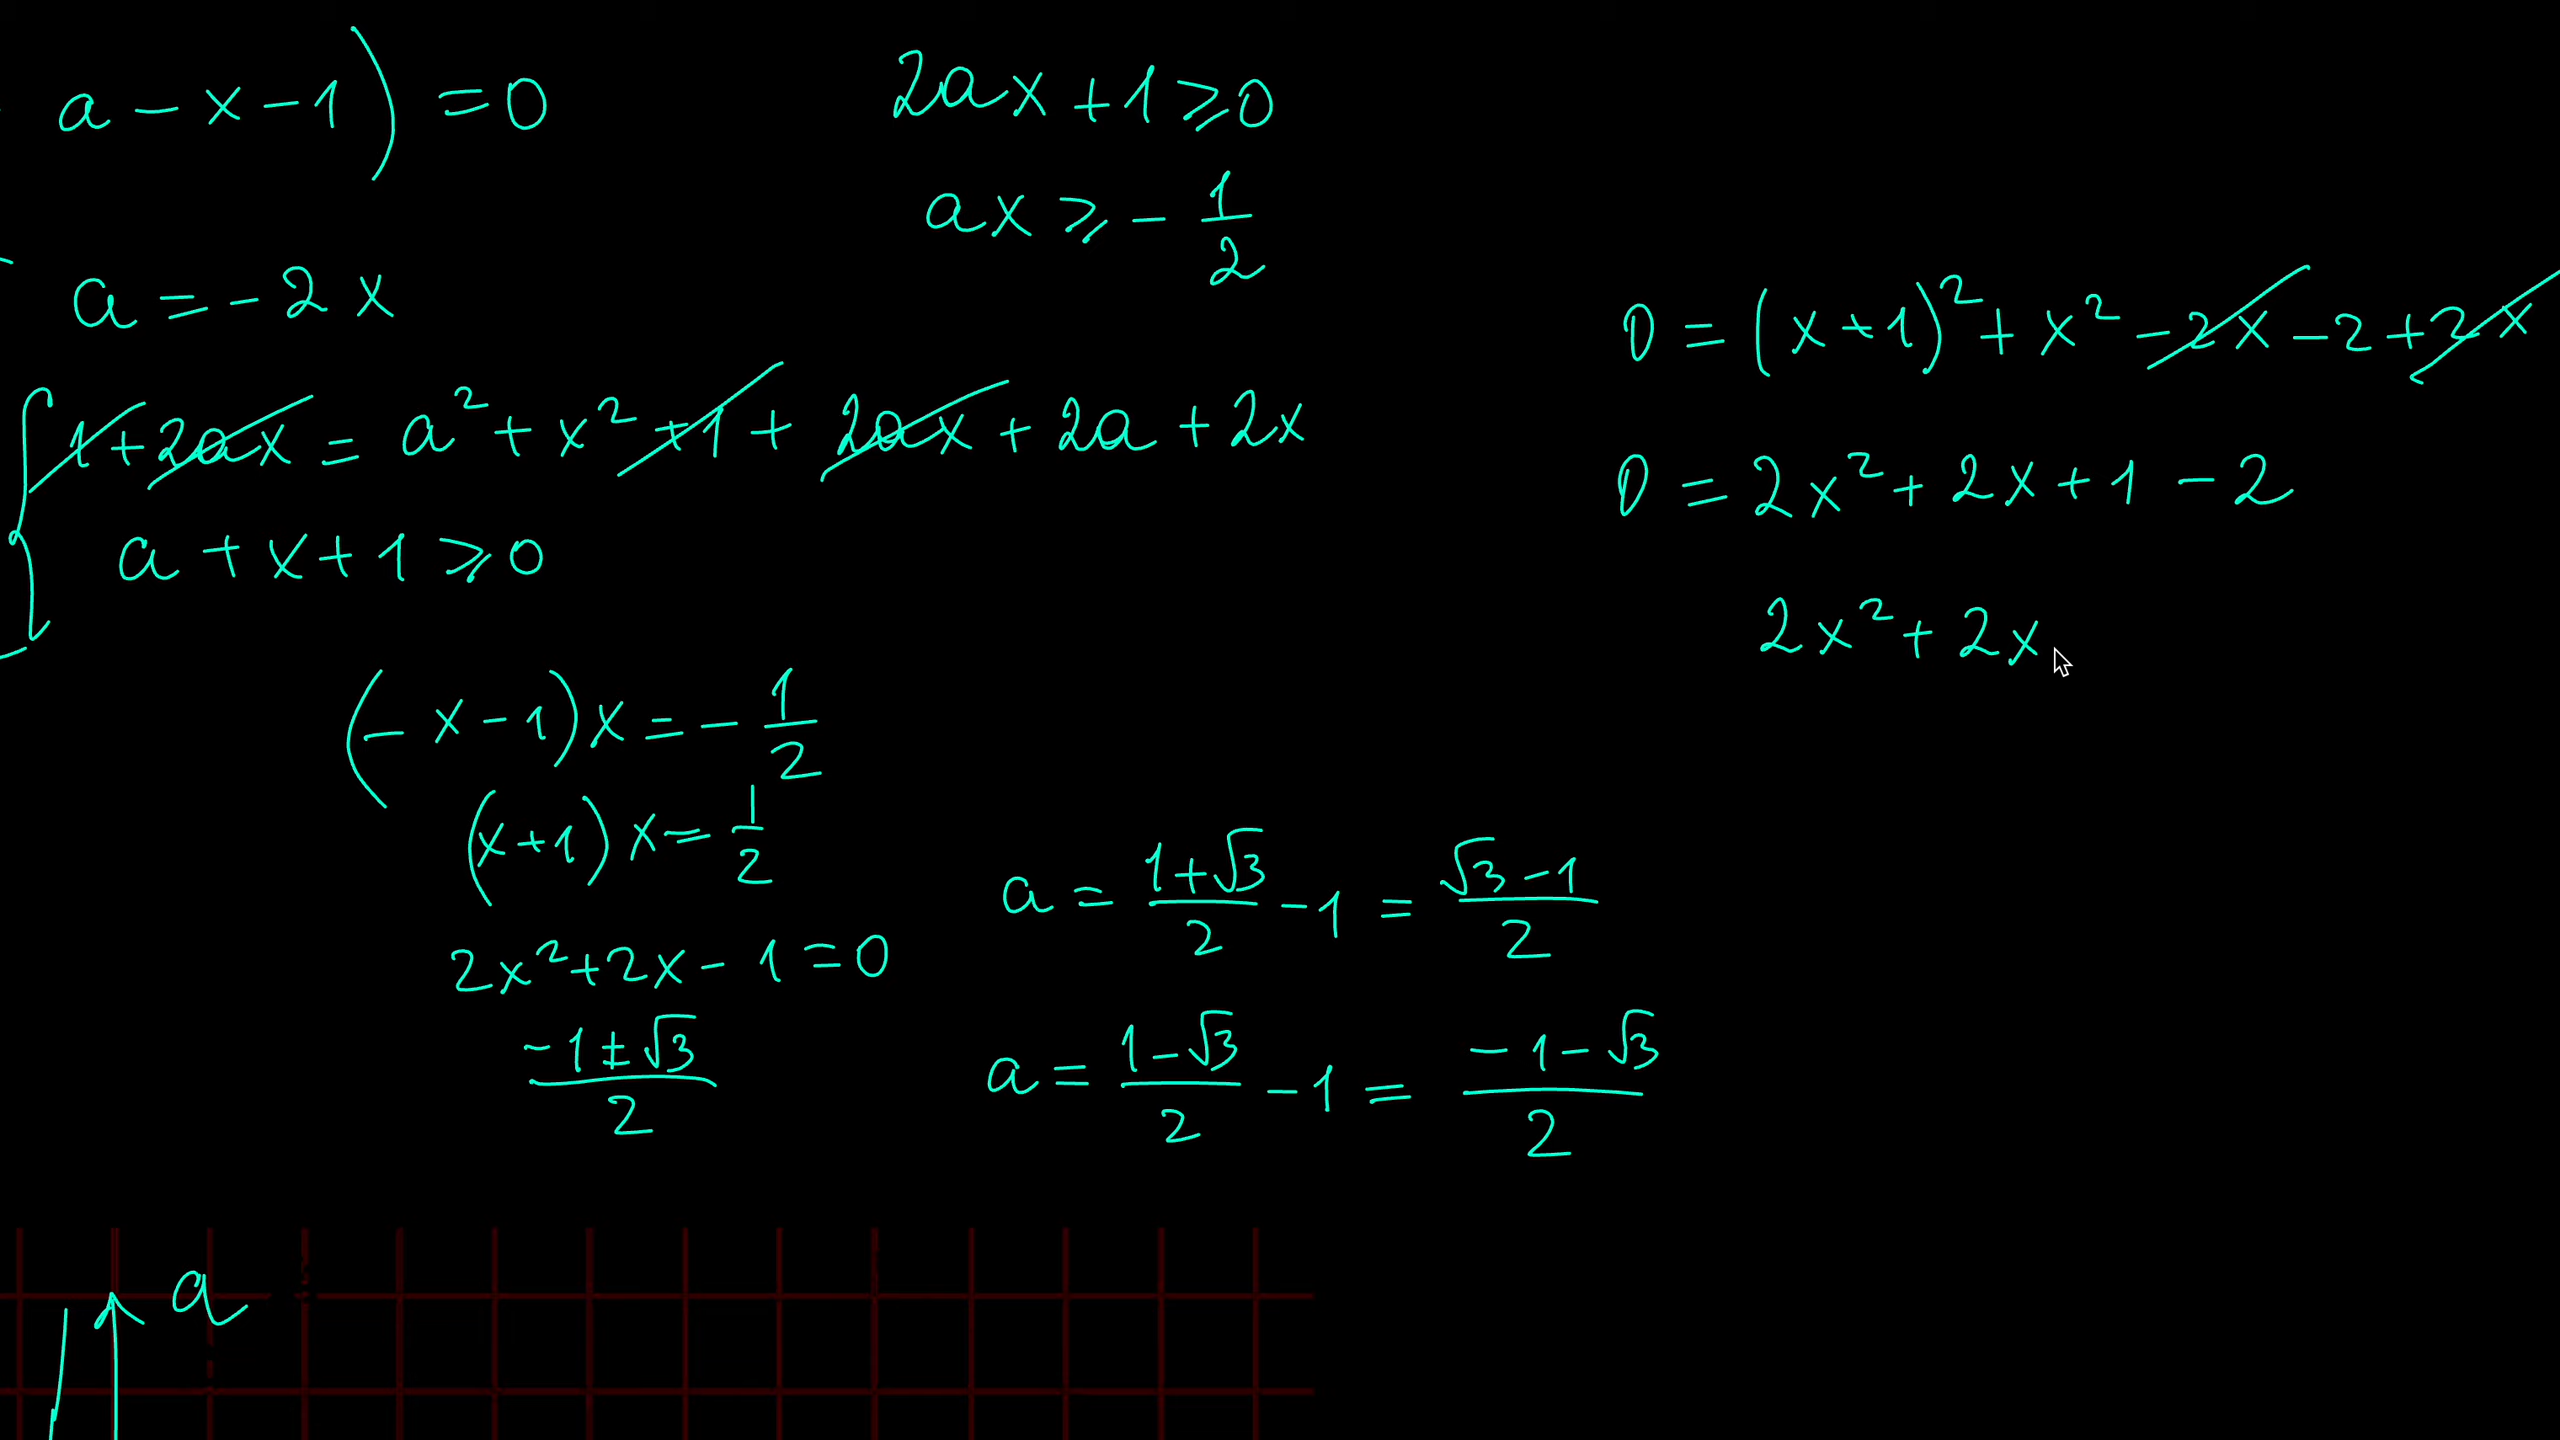 a - x - 1) = 0
2ax + 1 ⩾ 0
ax ⩾ - 1/2
a = -2x
1 + 2ax = a² + x² + 1 + 2ax + 2a + 2x
a + x + 1 ⩾ 0
0 = (x + 1)² + x² - 2x - 2 + 2x
0 = 2x² + 2x + 1 - 2
2x² + 2x
(- x - 1) x = - 1/2
(x + 1) x = 1/2
2x² + 2x - 1 = 0
(-1 ± √3)/2
a = (1 + √3)/2 - 1 = (√3 - 1)/2
a = (1 - √3)/2 - 1 = (-1 - √3)/2
a